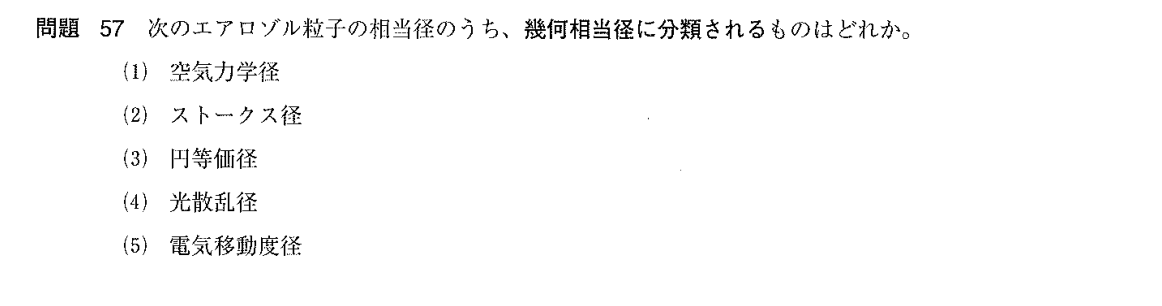 問題 57 次のエアロゾル粒子の相当径のうち、幾何相当径に分類されるものはどれか。
(1) 空気力学径
(2) ストークス径
(3) 円等価径
(4) 光散乱径
(5) 電気移動度径